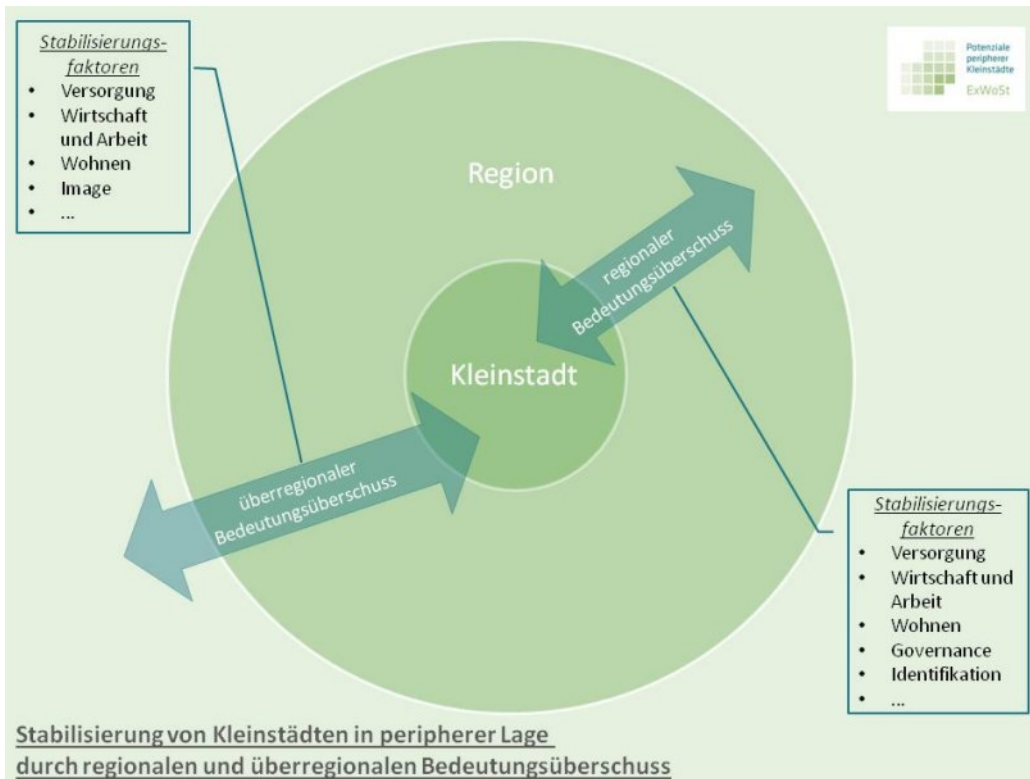 Stabilisierungs-
faktoren
• Versorgung
• Wirtschaft
und Arbeit
• Wohnen
• Image
• ...
Potenziale
peripherer
Kleinstädte
ExWoSt
Region
regionaler
Bedeutungsüberschuss
Kleinstadt
überregionaler
Bedeutungsüberschuss
Stabilisierungs-
faktoren
• Versorgung
• Wirtschaft und
Arbeit
• Wohnen
• Governance
• Identifikation
• ...
Stabilisierung von Kleinstädten in peripherer Lage
durch regionalen und überregionalen Bedeutungsüberschuss